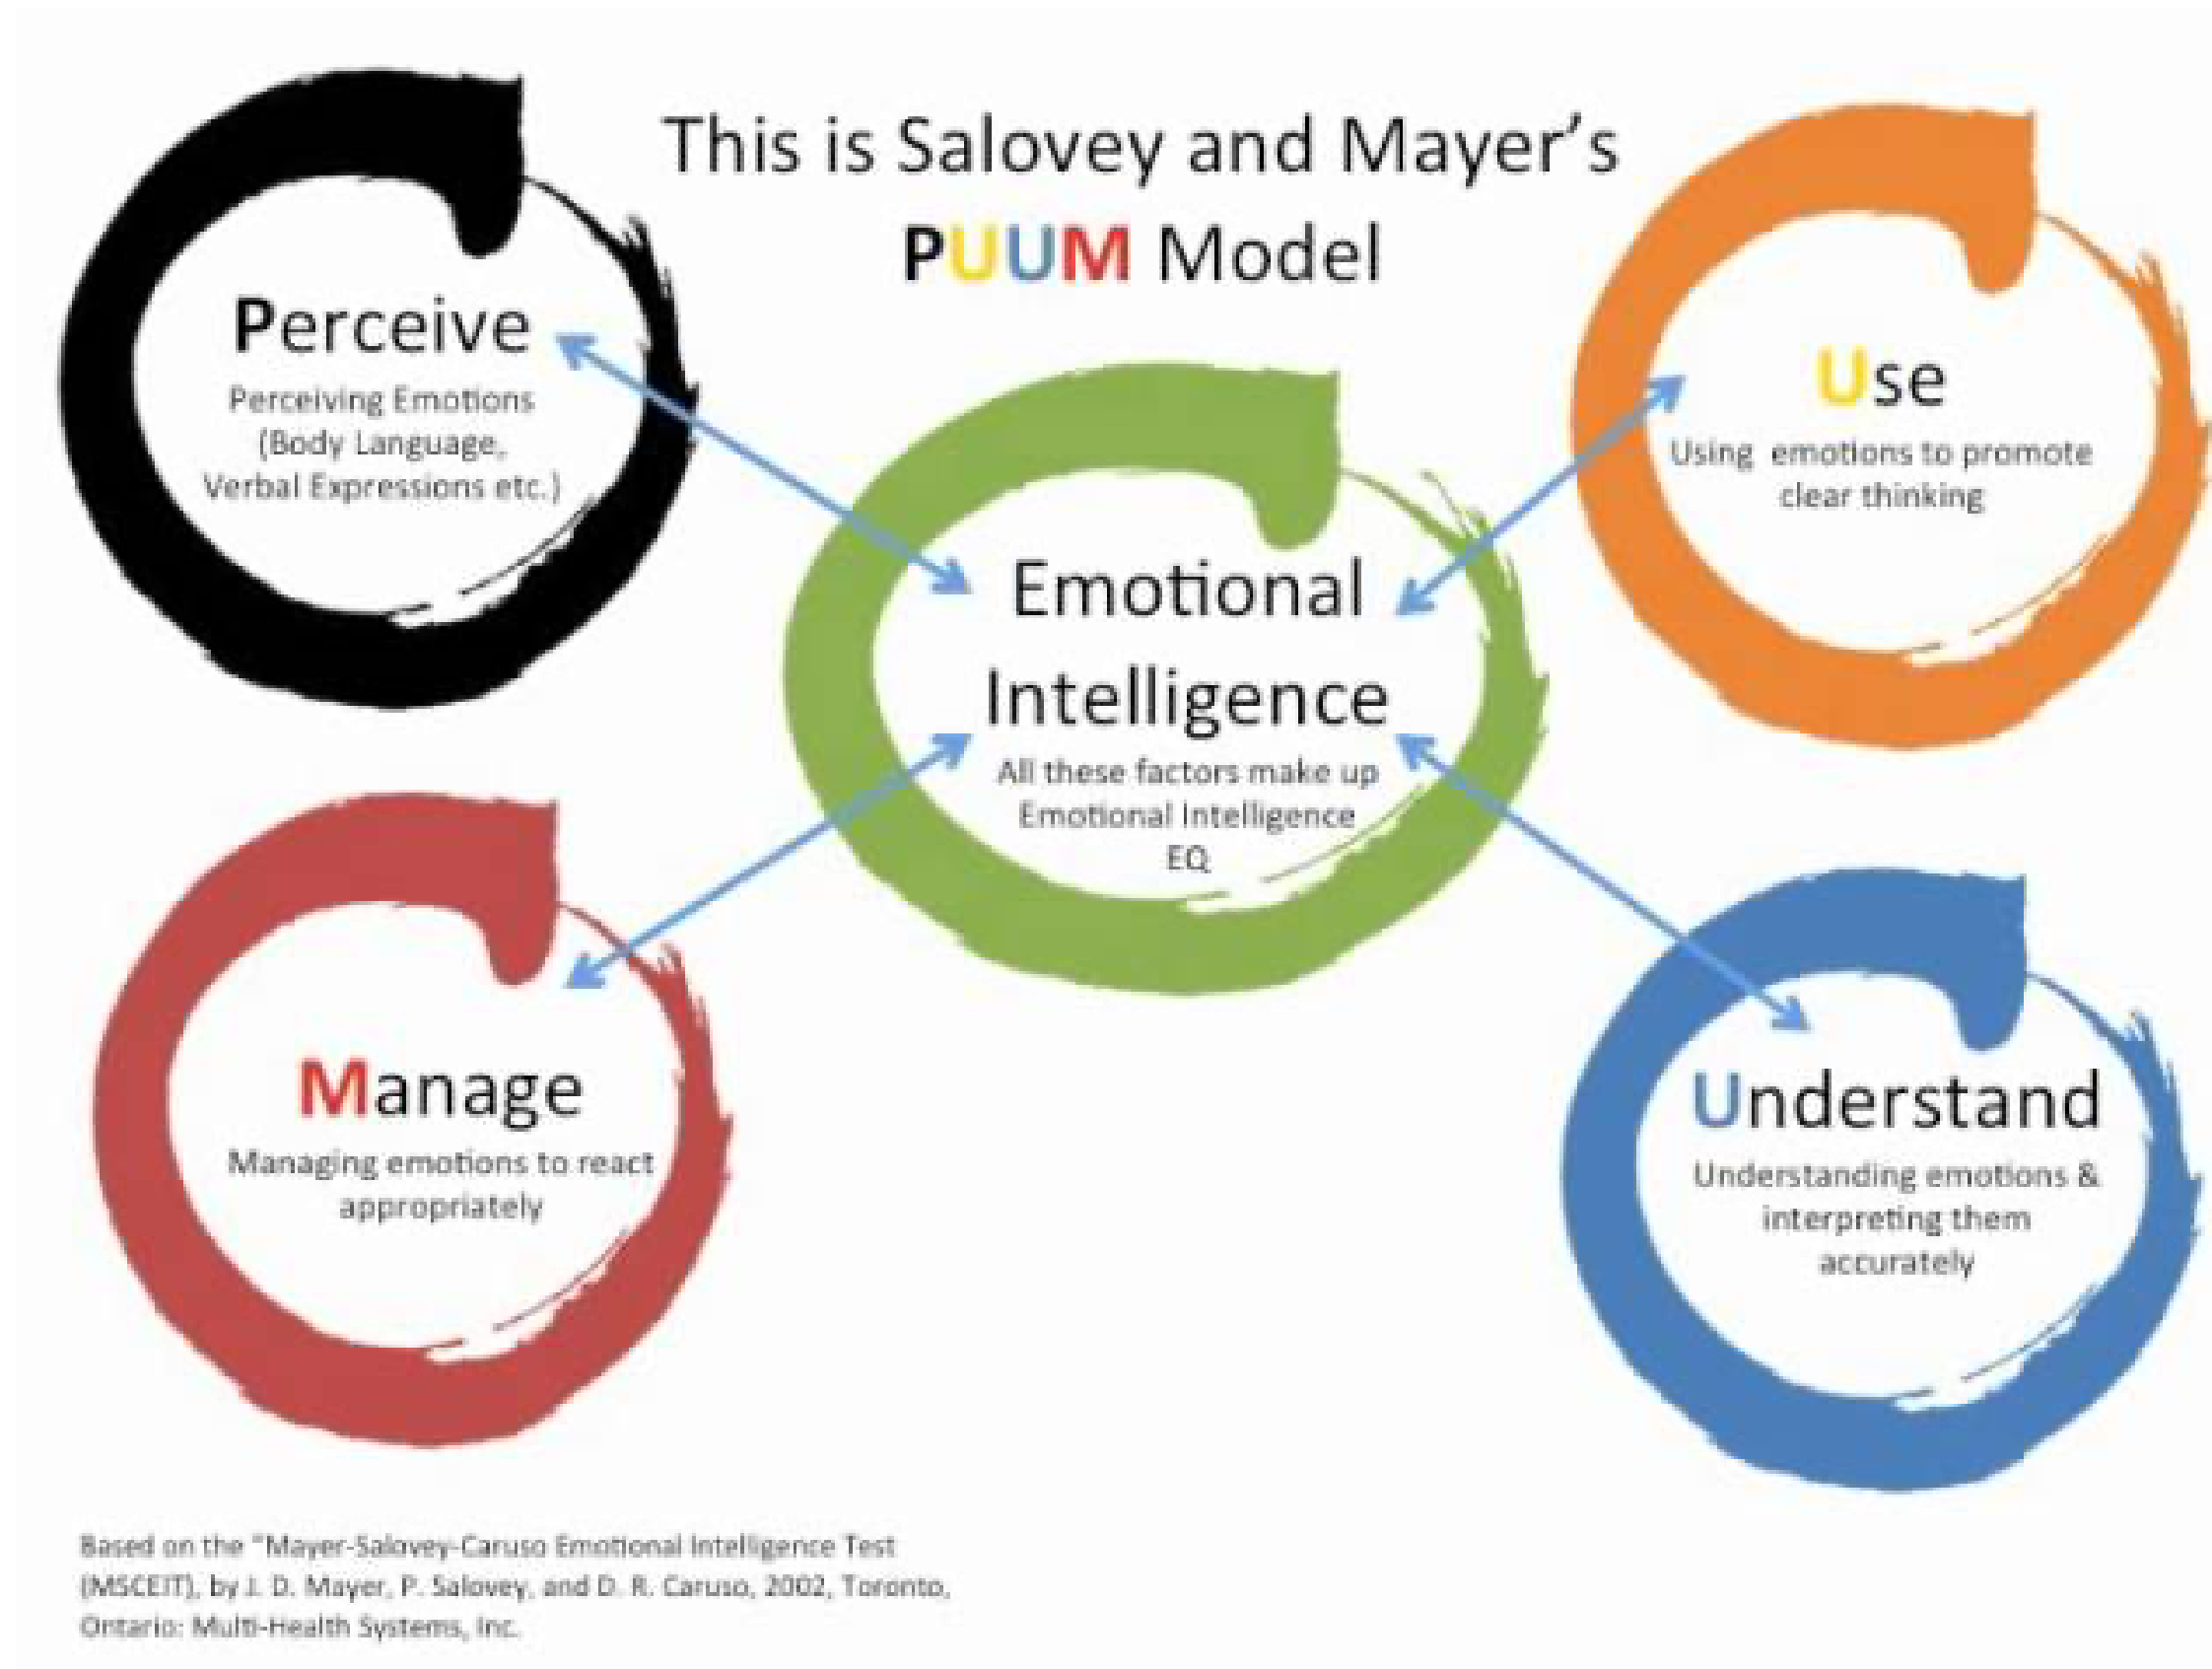 This is Salovey and Mayer's
PUUM Model
Perceive
Perceiving Emotions
(Body Language,
Verbal Expressions etc.)
Use
Using emotions to promote
clear thinking
Emotional
Intelligence
All these factors make up
Emotional Intelligence
EQ
Manage
Managing emotions to react
appropriately
Understand
Understanding emotions &
interpreting them
accurately
Based on the "Mayer-Salovey-Caruso Emotional Intelligence Test
(MSCEIT), by J. D. Mayer, P. Salovey, and D. R. Caruso, 2002, Toronto,
Ontario: Multi-Health Systems, Inc.